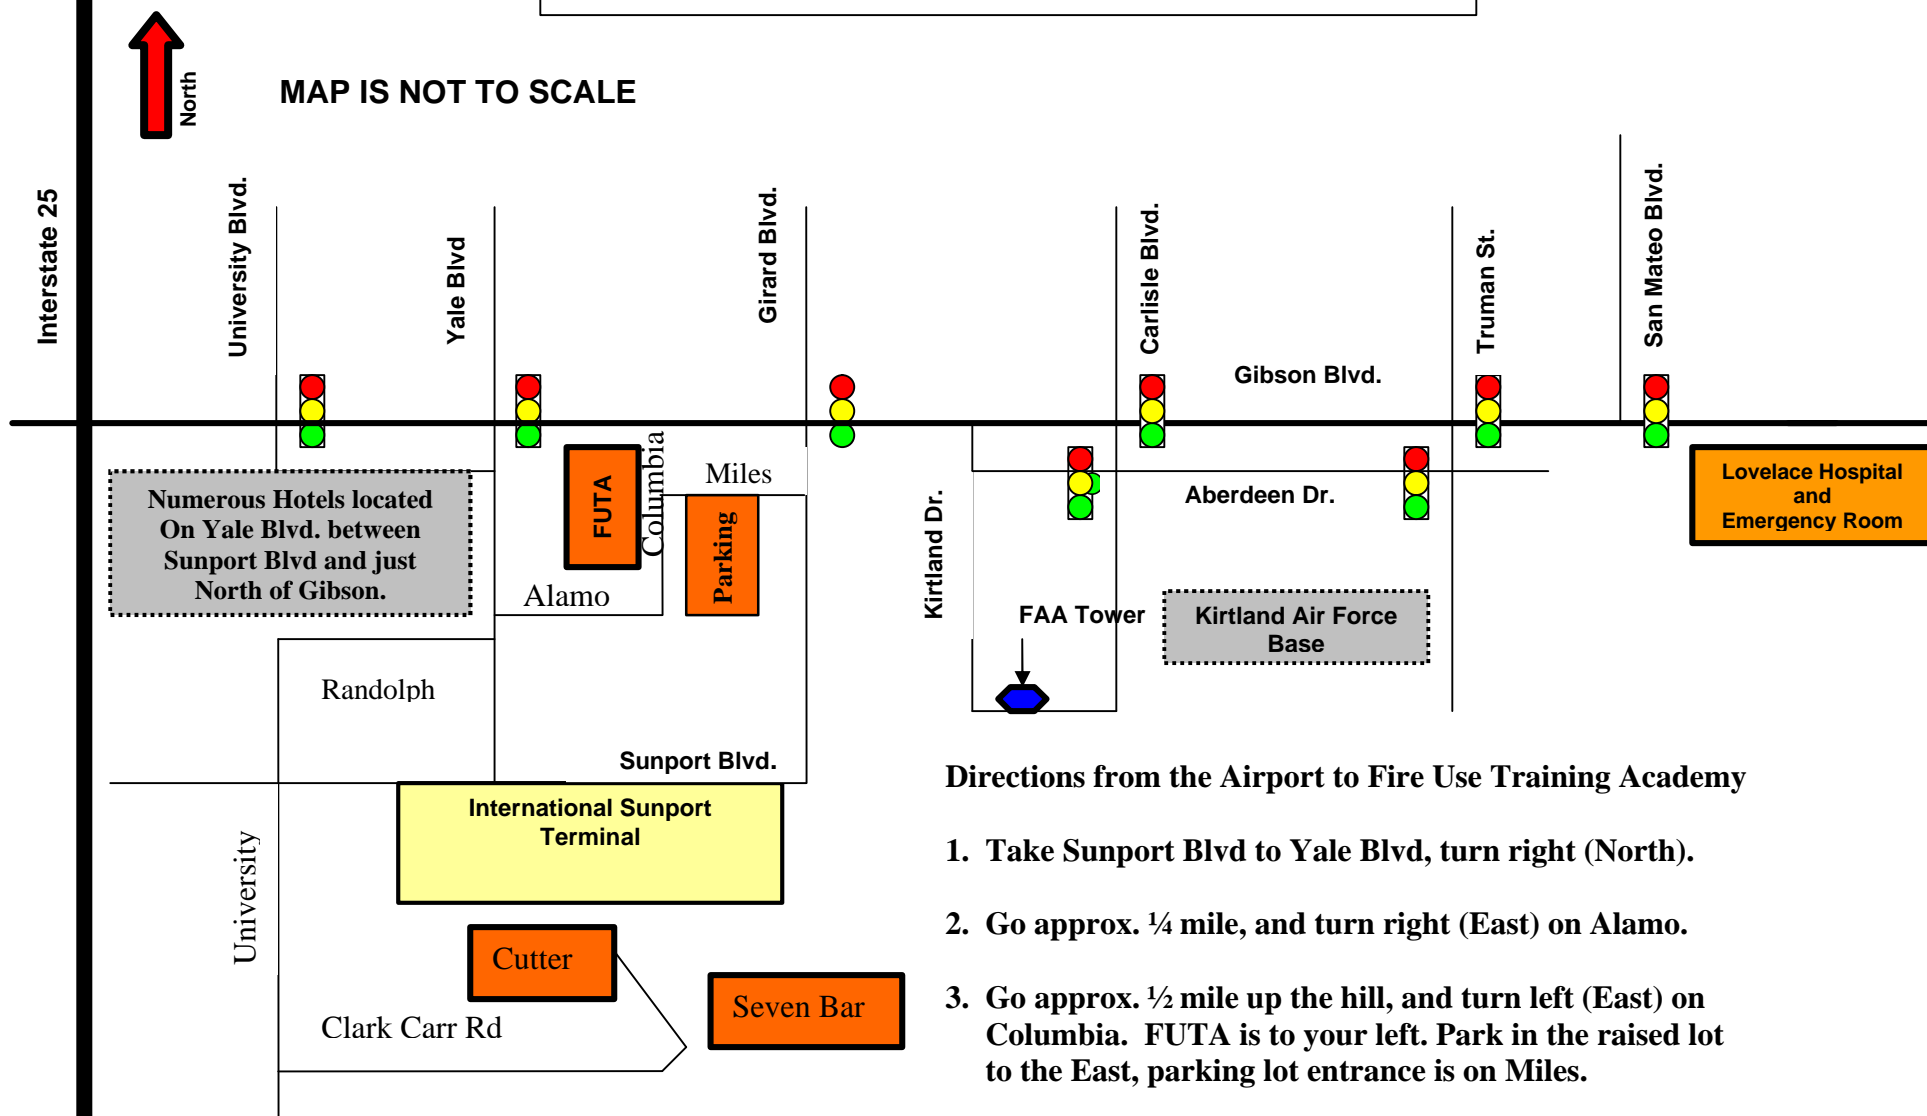 North
MAP IS NOT TO SCALE
Interstate 25
University Blvd.
Yale Blvd
Girard Blvd.
Carlisle Blvd.
Truman St.
San Mateo Blvd.
Gibson Blvd.
Numerous Hotels located
On Yale Blvd. between
Sunport Blvd and just
North of Gibson.
FUTA
Columbia
Miles
Parking
Alamo
Kirtland Dr.
Aberdeen Dr.
Lovelace Hospital
and
Emergency Room
FAA Tower
Kirtland Air Force
Base
Randolph
Sunport Blvd.
International Sunport
Terminal
University
Cutter
Seven Bar
Clark Carr Rd
Directions from the Airport to Fire Use Training Academy
1. Take Sunport Blvd to Yale Blvd, turn right (North).
2. Go approx. ¼ mile, and turn right (East) on Alamo.
3. Go approx. ½ mile up the hill, and turn left (East) on
Columbia. FUTA is to your left. Park in the raised lot
to the East, parking lot entrance is on Miles.